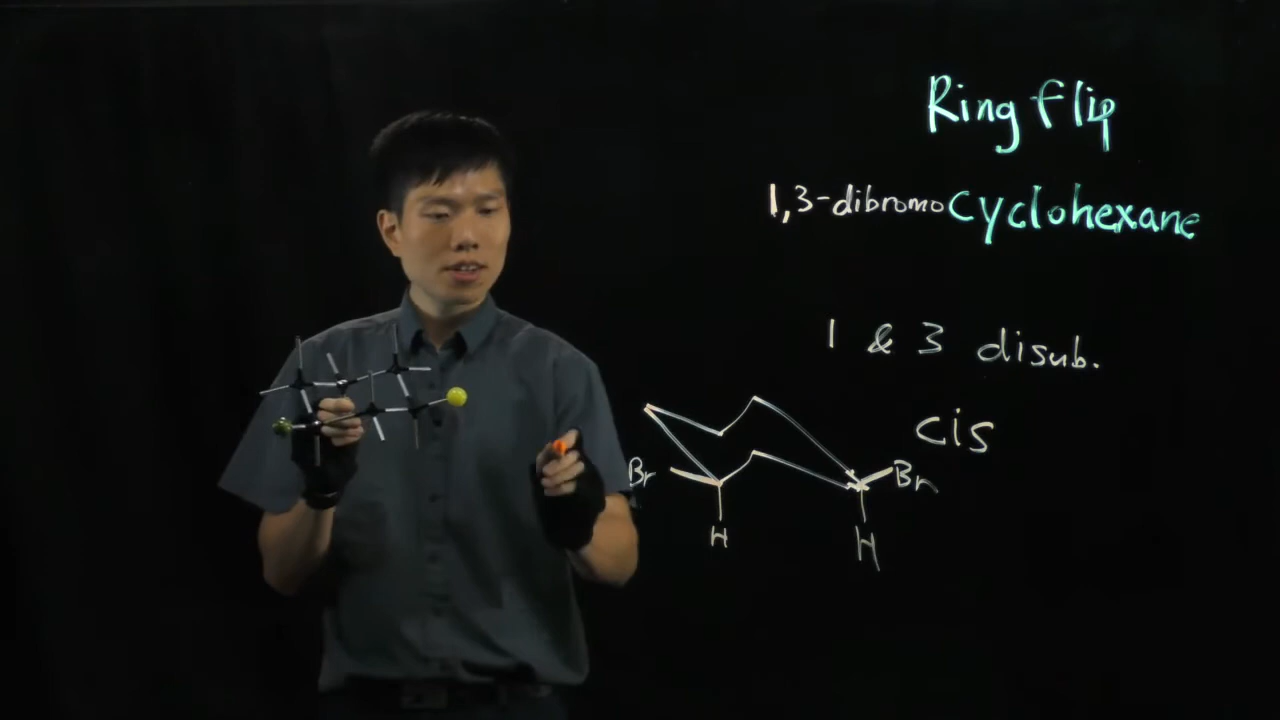 Ring flip
1,3-dibromocyclohexane
1 & 3 disub.
cis
Br
Br
H
H